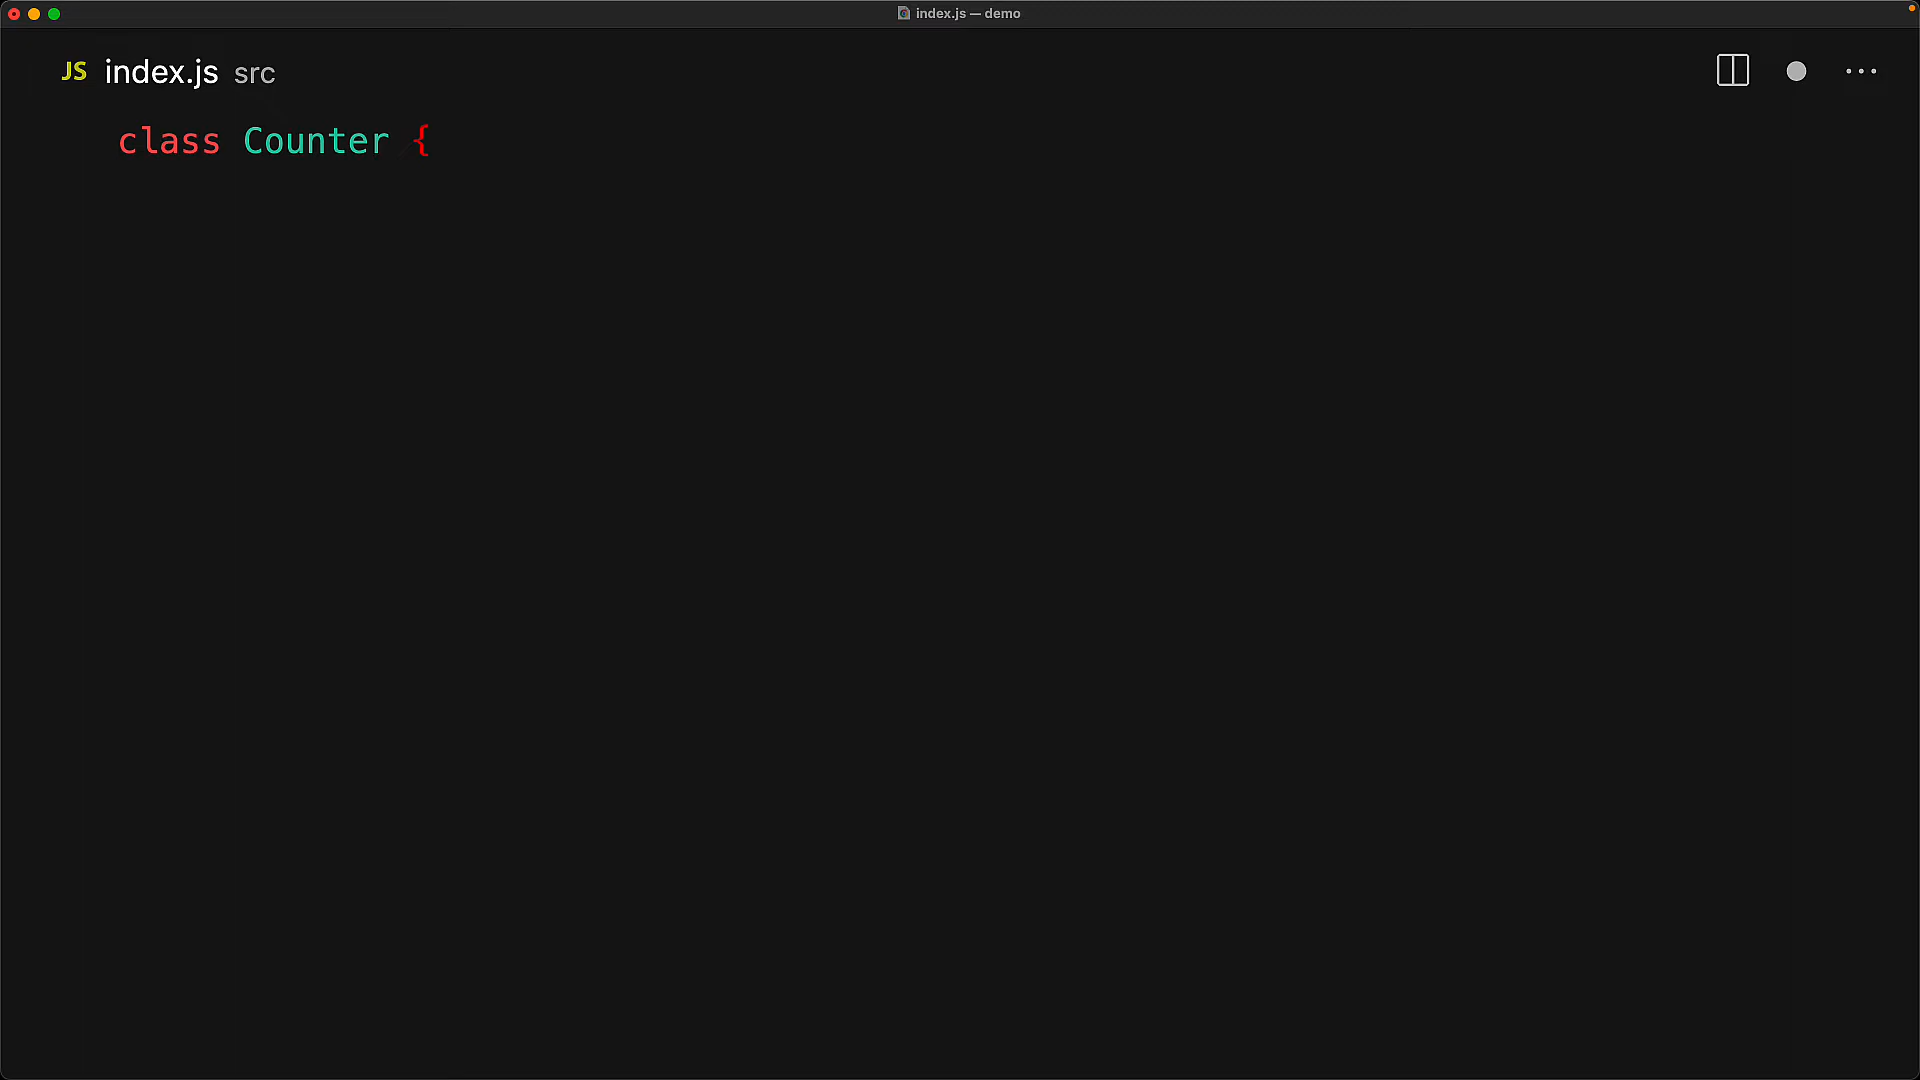 index.js — demo
JS index.js src
class Counter {